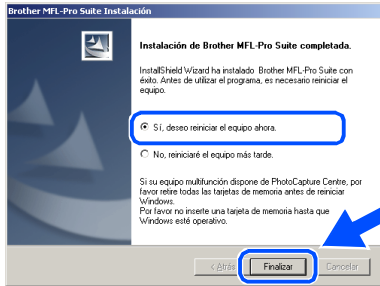 Brother MFL-Pro Suite Instalación
Instalación de Brother MFL-Pro Suite completada.
InstallShield Wizard ha instalado Brother MFL-Pro Suite con
éxito. Antes de utilizar el programa, es necesario reiniciar el
equipo.
Sí, deseo reiniciar el equipo ahora.
No, reiniciaré el equipo más tarde.
Si su equipo multifunción dispone de PhotoCapture Centre, por
favor retire todas las tarjetas de memoria antes de reiniciar
Windows.
Por favor no inserte una tarjeta de memoria hasta que
Windows esté operativo.
< Atrás Finalizar Cancelar